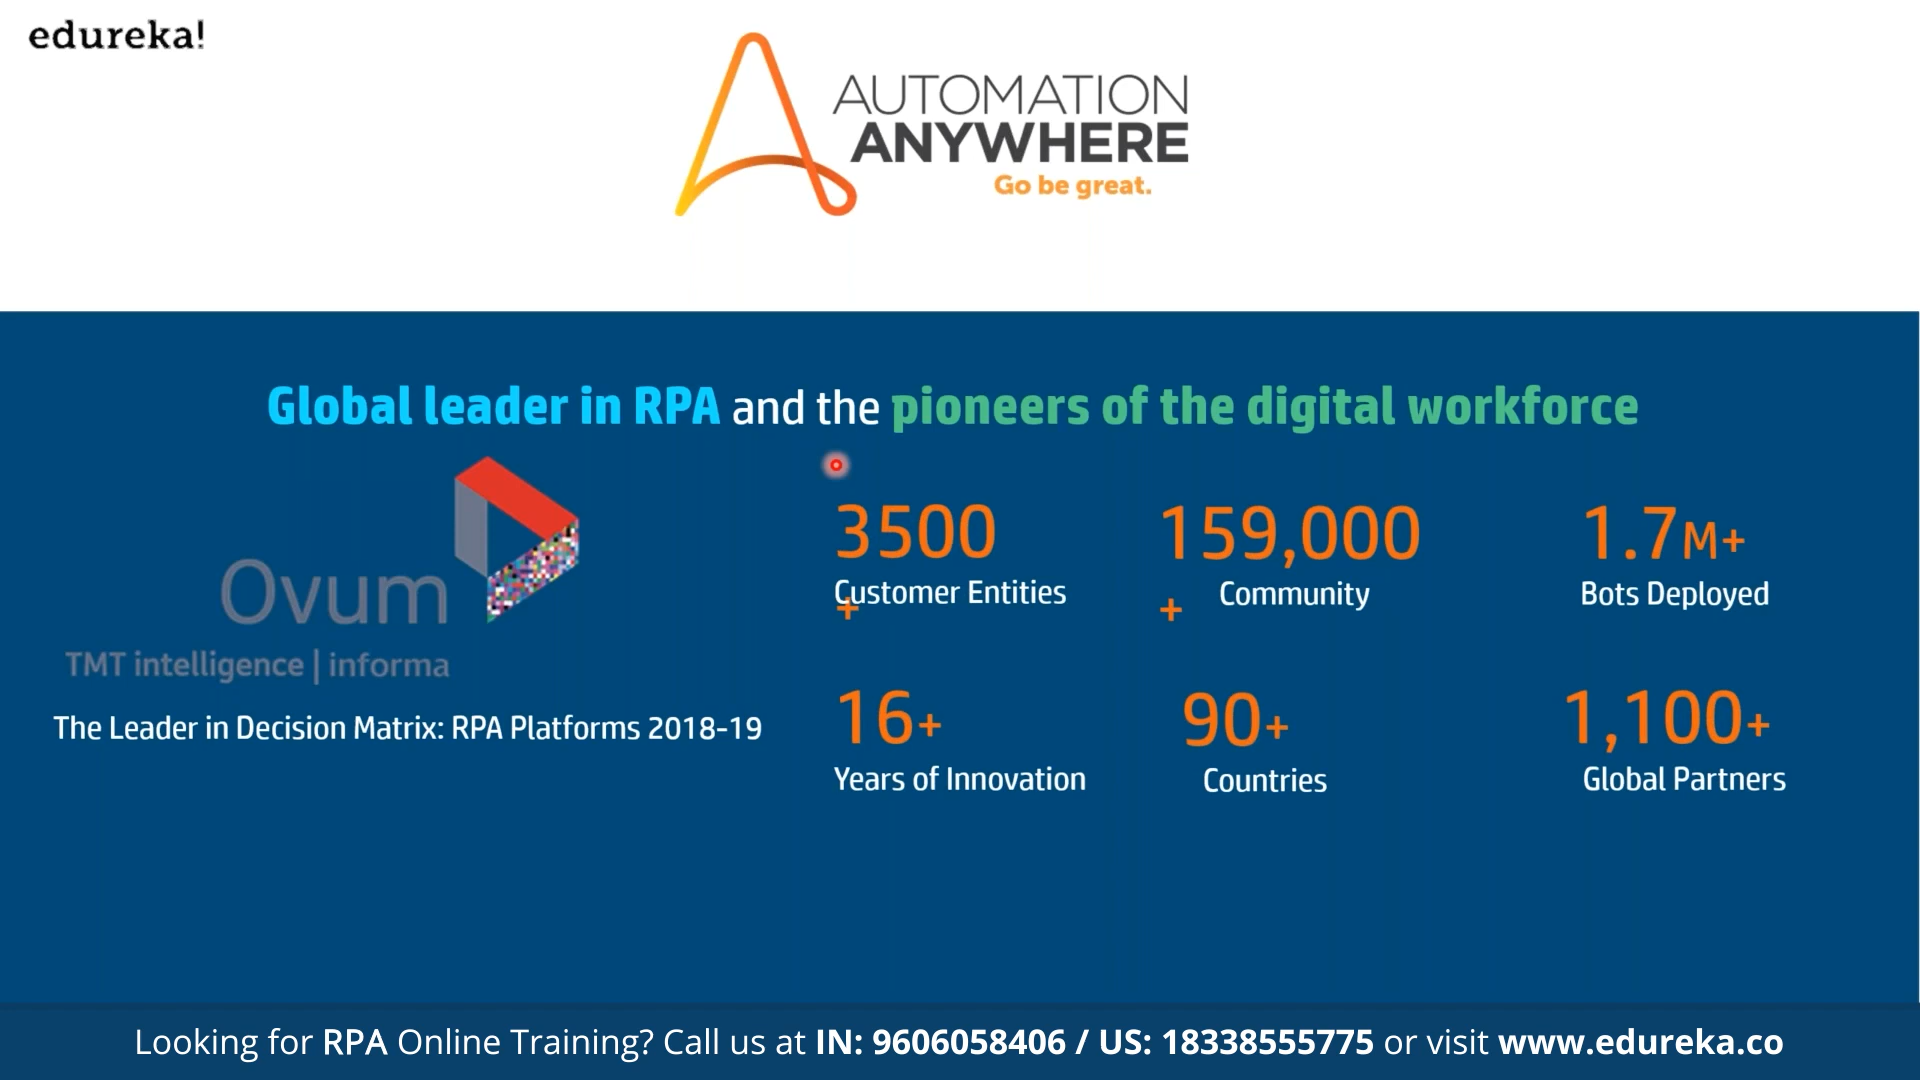 edureka!
AUTOMATION
ANYWHERE
Go be great.
Global leader in RPA and the pioneers of the digital workforce
Ovum
TMT intelligence | informa
The Leader in Decision Matrix: RPA Platforms 2018-19
3500
+
Customer Entities
159,000
+
Community
1.7M+
Bots Deployed
16+
Years of Innovation
90+
Countries
1,100+
Global Partners
Looking for RPA Online Training? Call us at IN: 9606058406 / US: 18338555775 or visit www.edureka.co